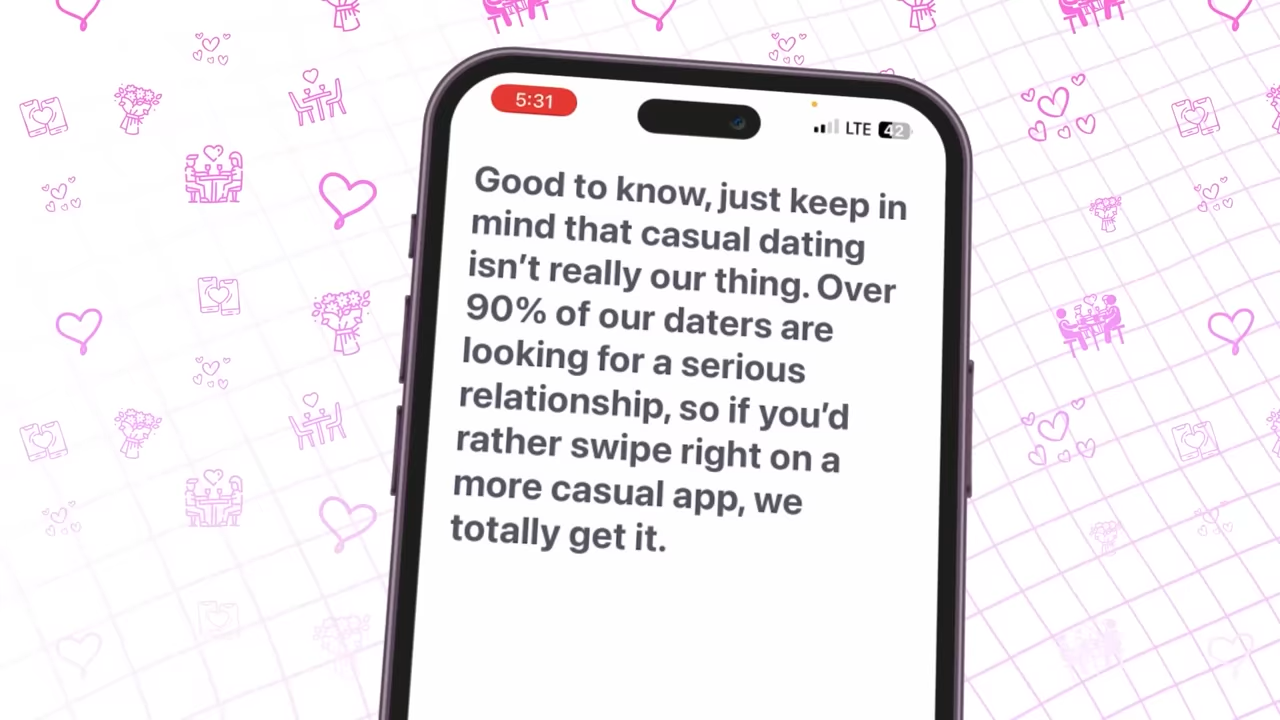 5:31
LTE 42
Good to know, just keep in
mind that casual dating
isn’t really our thing. Over
90% of our daters are
looking for a serious
relationship, so if you’d
rather swipe right on a
more casual app, we
totally get it.